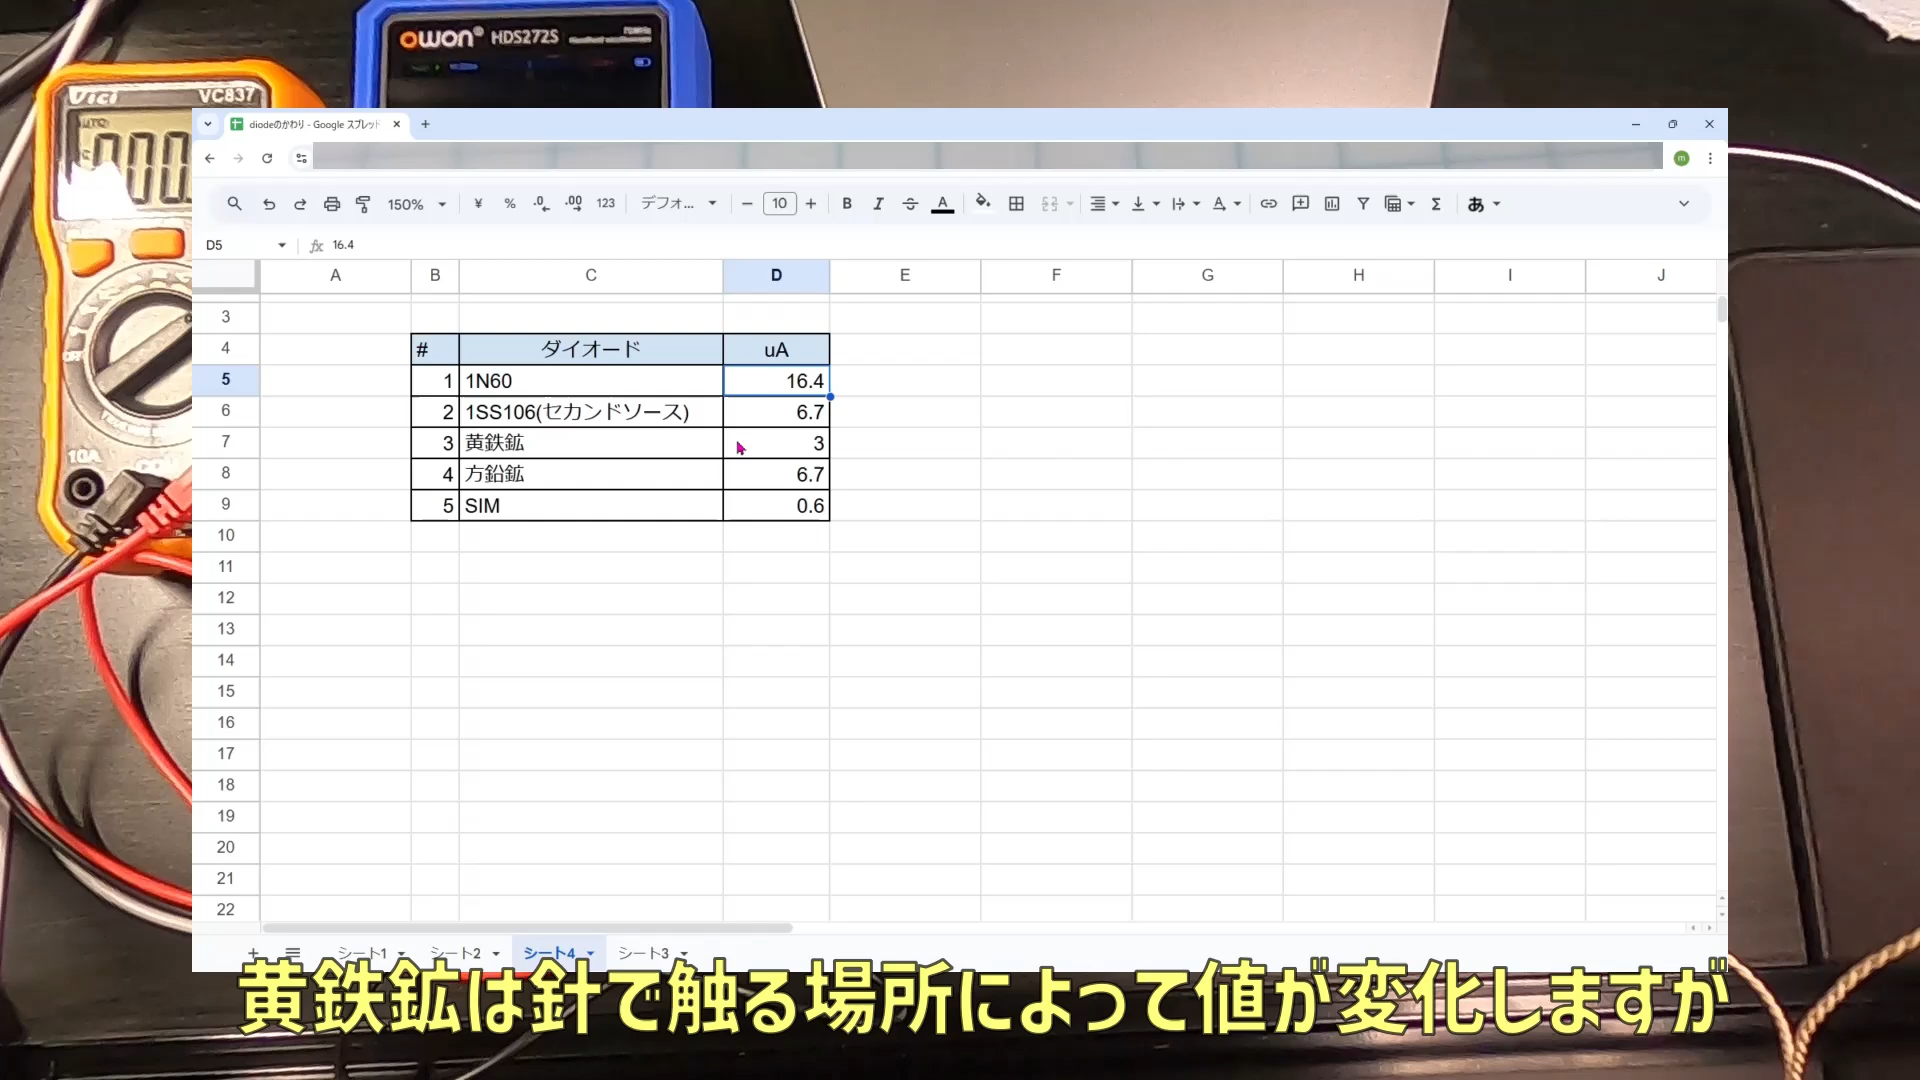 owon® HDS272S
Vici VC837
AUTO
10A
diodeのかわり - Google スプレッド
150%
¥ % .0 .00 123 デフォ... 10 B I A Σ あ
D5 fx 16.4
A B C D E F G H I J
3
4 # ダイオード uA
5 1 1N60 16.4
6 2 1SS106(セカンドソース) 6.7
7 3 黄鉄鉱 3
8 4 方鉛鉱 6.7
9 5 SIM 0.6
10
11
12
13
14
15
16
17
18
19
20
21
22
シート1 シート2 シート4 シート3
黄鉄鉱は針で触る場所によって値が変化しますが